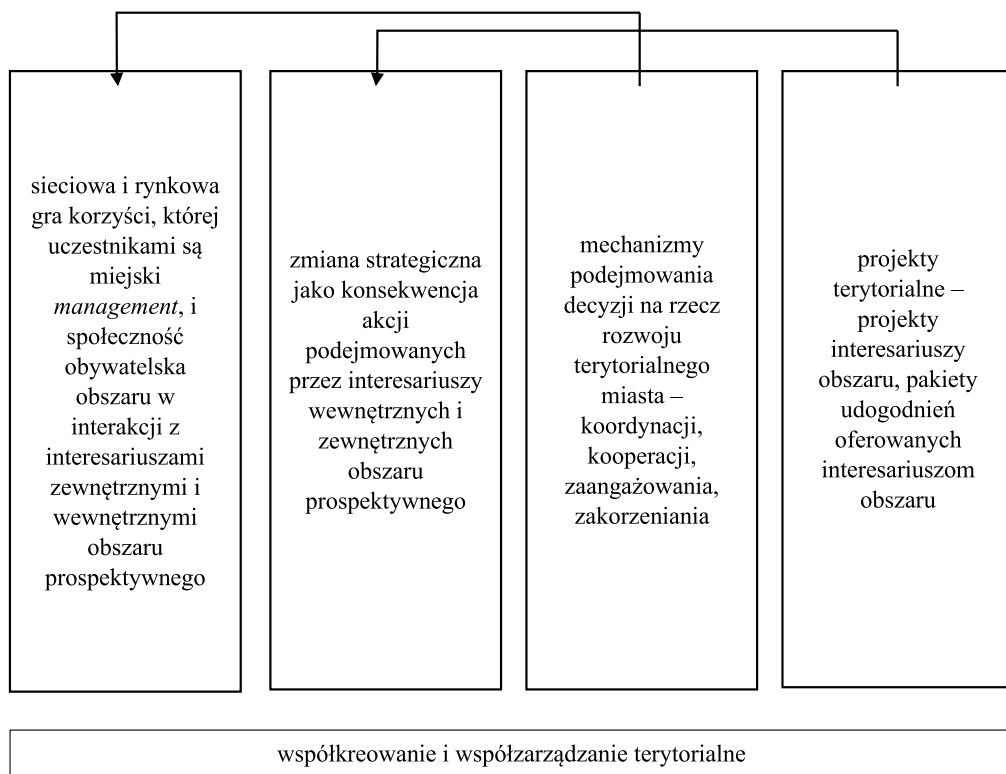 sieciowa i rynkowa
gra korzyści, której
uczestnikami są
miejski
management, i
społeczność
obywatelska
obszaru w
interakcji z
interesariuszami
zewnętrznymi i
wewnętrznymi
obszaru
prospektywnego
zmiana strategiczna
jako konsekwencja
akcji
podejmowanych
przez interesariuszy
wewnętrznych i
zewnętrznych
obszaru
prospektywnego
mechanizmy
podejmowania
decyzji na rzecz
rozwoju
terytorialnego
miasta –
koordynacji,
kooperacji,
zaangażowania,
zakorzeniania
projekty
terytorialne –
projekty
interesariuszy
obszaru, pakiety
udogodnień
oferowanych
interesariuszom
obszaru
współkreowanie i współzarządzanie terytorialne